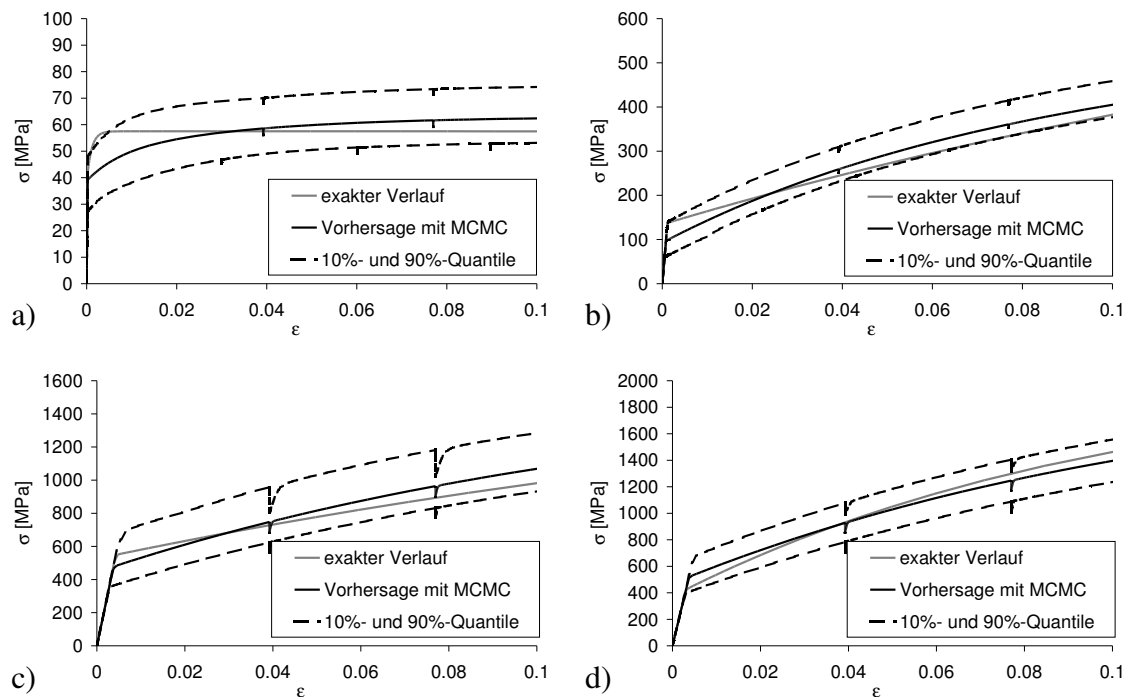 σ [MPa]
100
90
80
70
60
50
40
30
20
10
0
0 0.02 0.04 0.06 0.08 0.1
ε
exakter Verlauf
Vorhersage mit MCMC
10%- und 90%-Quantile
a)
σ [MPa]
600
500
400
300
200
100
0
0 0.02 0.04 0.06 0.08 0.1
ε
exakter Verlauf
Vorhersage mit MCMC
10%- und 90%-Quantile
b)
σ [MPa]
1600
1400
1200
1000
800
600
400
200
0
0 0.02 0.04 0.06 0.08 0.1
ε
exakter Verlauf
Vorhersage mit MCMC
10%- und 90%-Quantile
c)
σ [MPa]
2000
1800
1600
1400
1200
1000
800
600
400
200
0
0 0.02 0.04 0.06 0.08 0.1
ε
exakter Verlauf
Vorhersage mit MCMC
10%- und 90%-Quantile
d)